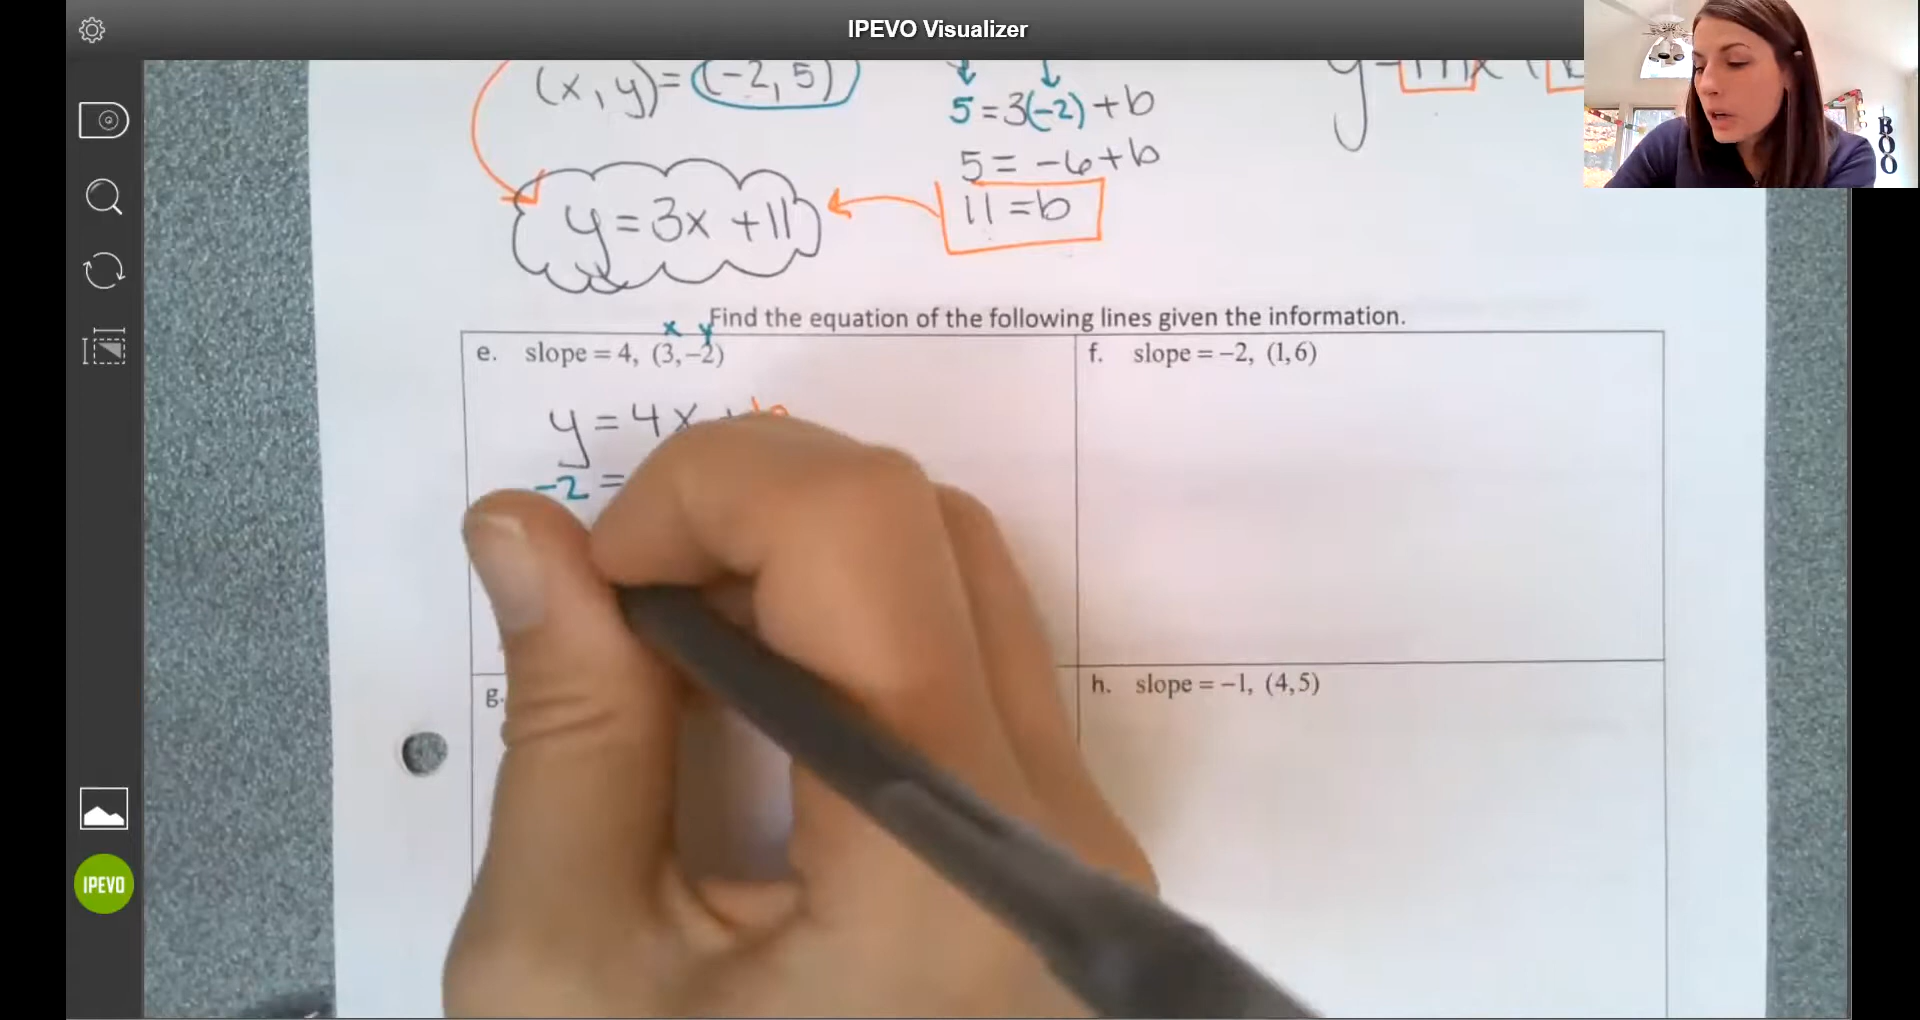 IPEVO Visualizer
(x, y) = (-2, 5)
5 = 3(-2) + b
5 = -6 + b
11 = b
y = 3x + 11
BOO
Find the equation of the following lines given the information.
x y
e. slope = 4, (3, -2)
y = 4x + b
-2 =
f. slope = -2, (1, 6)
g.
h. slope = -1, (4, 5)
IPEVO